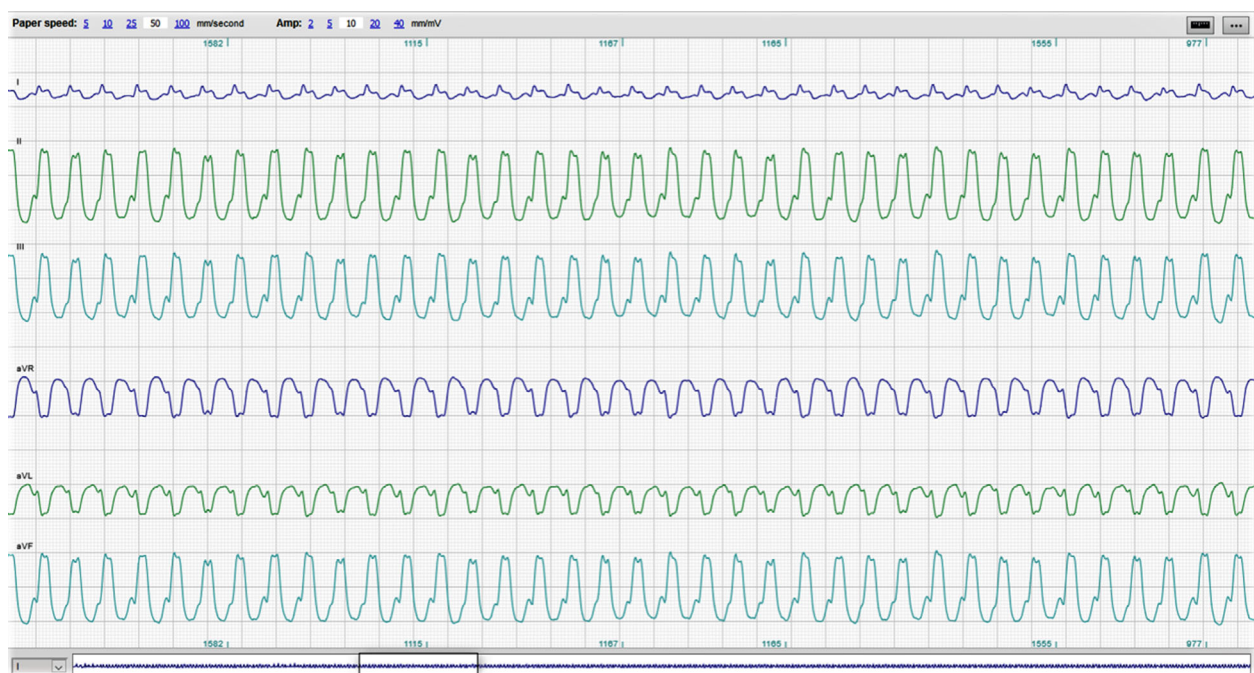 Paper speed: 5 10 25 50 100 mm/second Amp: 2 5 10 20 40 mm/mV
1582 1115 1167 1165 1555 977
I
II
III
aVR
aVL
aVF
1582 1115 1167 1165 1555 977
I